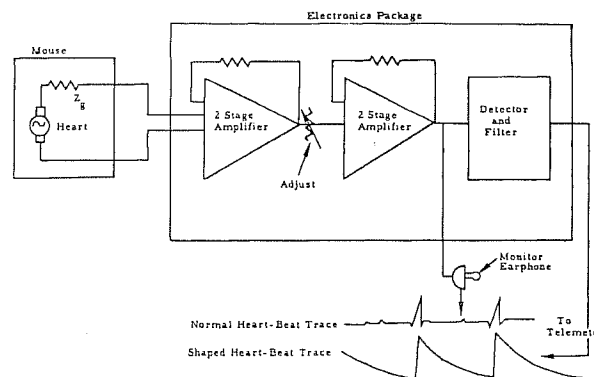 Electronics Package
Mouse
Z g
Heart
2 Stage
Amplifier
2 Stage
Amplifier
Detector
and
Filter
Adjust
Monitor
Earphone
Normal Heart-Beat Trace
To
Telemet
Shaped Heart-Beat Trace